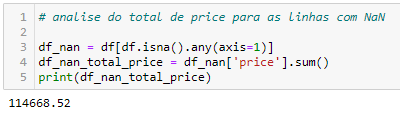 1 # analise do total de price para as linhas com NaN
2
3 df_nan = df[df.isna().any(axis=1)]
4 df_nan_total_price = df_nan['price'].sum()
5 print(df_nan_total_price)
114668.52